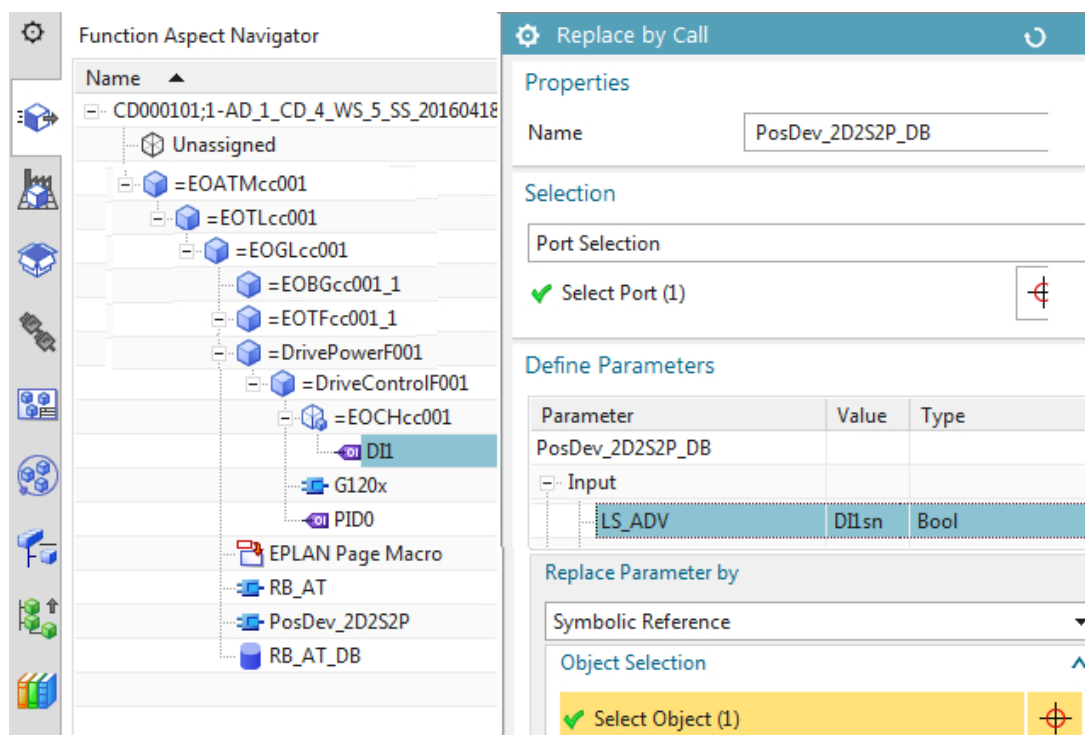 Function Aspect Navigator
Name
CD000101;1-AD_1_CD_4_WS_5_SS_20160418
Unassigned
=EOATMcc001
=EOTLcc001
=EOGLcc001
=EOBGcc001_1
=EOTFcc001_1
=DrivePowerF001
=DriveControlF001
=EOCHcc001
DI1
G120x
PID0
EPLAN Page Macro
RB_AT
PosDev_2D2S2P
RB_AT_DB
Replace by Call
Properties
Name PosDev_2D2S2P_DB
Selection
Port Selection
Select Port (1)
Define Parameters
Parameter Value Type
PosDev_2D2S2P_DB
Input
LS_ADV DI1sn Bool
Replace Parameter by
Symbolic Reference
Object Selection
Select Object (1)